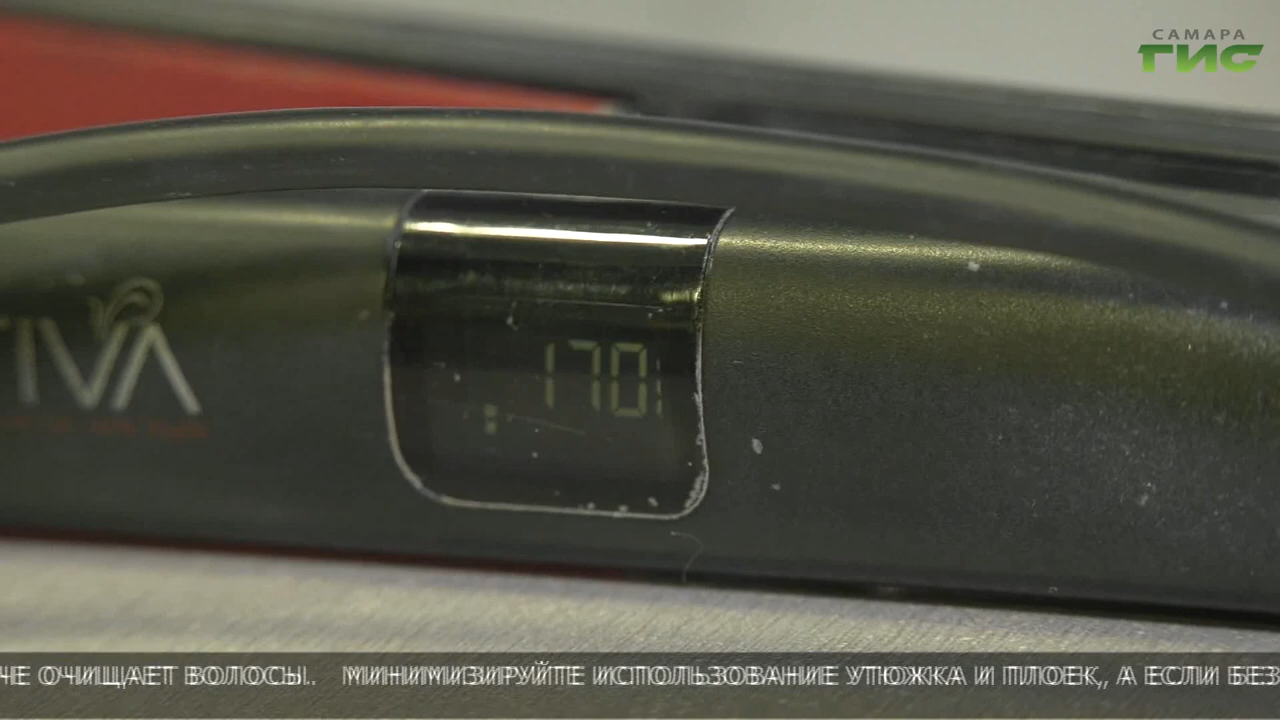 САМАРА
ГИС
170
TIVA
ЧЕ ОЧИЩАЕТ ВОЛОСЫ. МИНИМИЗИРУЙТЕ ИСПОЛЬЗОВАНИЕ УТЮЖКА И ПЛОЕК,, А ЕСЛИ БЕЗ